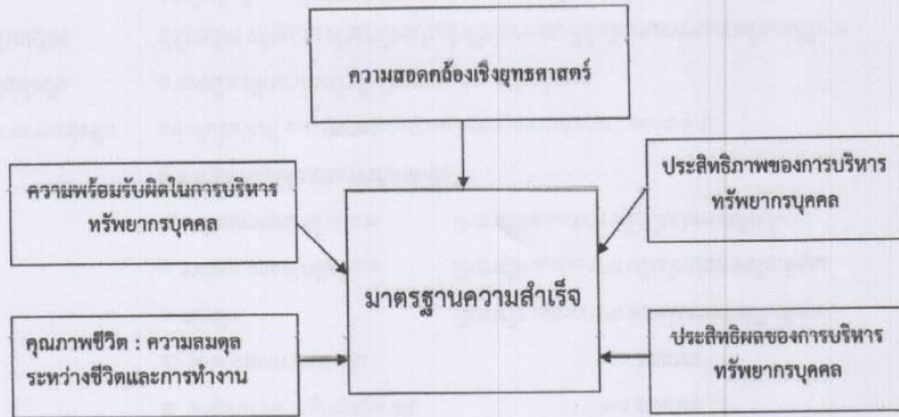 ความสอดคล้องเชิงยุทธศาสตร์
ความพร้อมรับผิดในการบริหาร
ทรัพยากรบุคคล
ประสิทธิภาพของการบริหาร
ทรัพยากรบุคคล
มาตรฐานความสำเร็จ
คุณภาพชีวิต : ความสมดุล
ระหว่างชีวิตและการทำงาน
ประสิทธิผลของการบริหาร
ทรัพยากรบุคคล